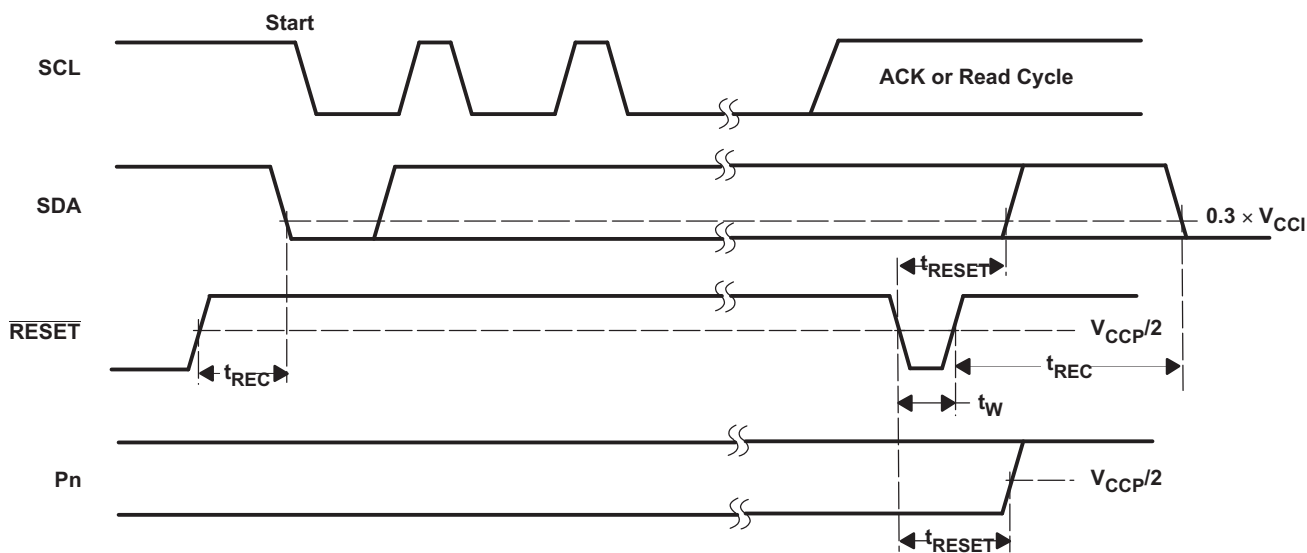 Start
SCL
ACK or Read Cycle
SDA
0.3 × VCCI
tRESET
RESET
VCCP/2
tREC
tREC
tW
Pn
VCCP/2
tRESET